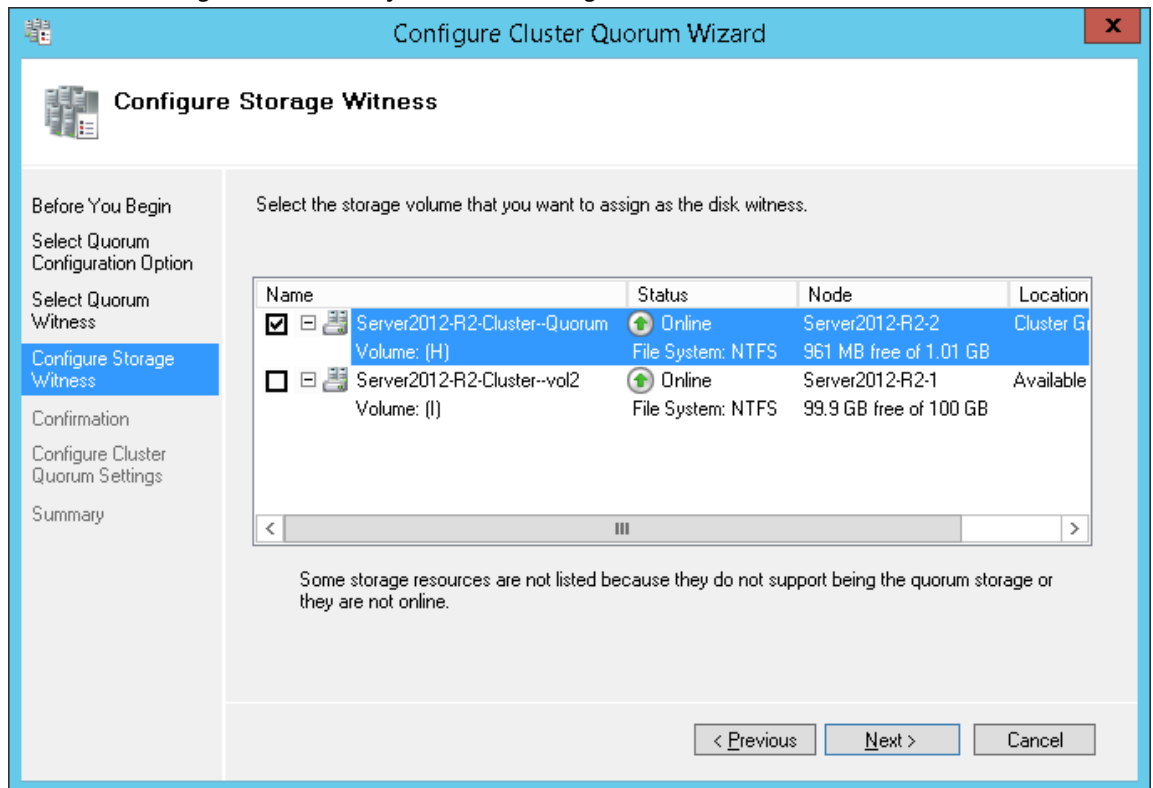 Configure Cluster Quorum Wizard
x
Configure Storage Witness
Before You Begin
Select Quorum
Configuration Option
Select Quorum
Witness
Configure Storage
Witness
Confirmation
Configure Cluster
Quorum Settings
Summary
Select the storage volume that you want to assign as the disk witness.
Name Status Node Location
Server2012-R2-Cluster--Quorum Online Server2012-R2-2 Cluster
Volume: (H) File System: NTFS 961 MB free of 1.01 GB
Server2012-R2-Cluster--vol2 Online Server2012-R2-1 Available
Volume: (I) File System: NTFS 99.9 GB free of 100 GB
Some storage resources are not listed because they do not support being the quorum storage or
they are not online.
< Previous Next > Cancel